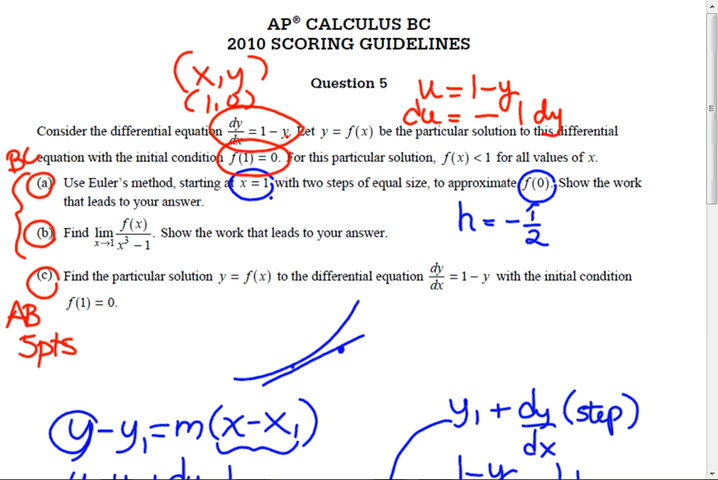 AP® CALCULUS BC
2010 SCORING GUIDELINES
(x, y)
(1, 0)
Question 5
u = 1 - y
du = - 1 dy
Consider the differential equation dy/dx = 1 − y. Let y = f(x) be the particular solution to this differential
BC
equation with the initial condition f(1) = 0. For this particular solution, f(x) < 1 for all values of x.
(a) Use Euler's method, starting at x = 1 with two steps of equal size, to approximate f(0). Show the work
that leads to your answer.
h = - 1/2
(b) Find lim x→1 f(x)/(x³ − 1). Show the work that leads to your answer.
(c) Find the particular solution y = f(x) to the differential equation dy/dx = 1 − y with the initial condition
f(1) = 0.
AB
5pts
y - y₁ = m(x - x₁)
y₁ + dy/dx (step)
1 - y